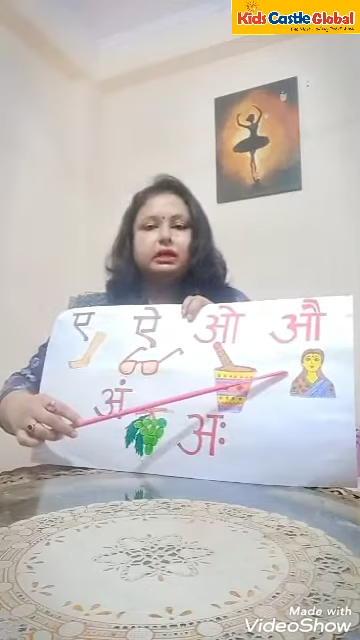 Kids Castle Global
ए ऐ ओ औ
अं अः
Made with
VideoShow